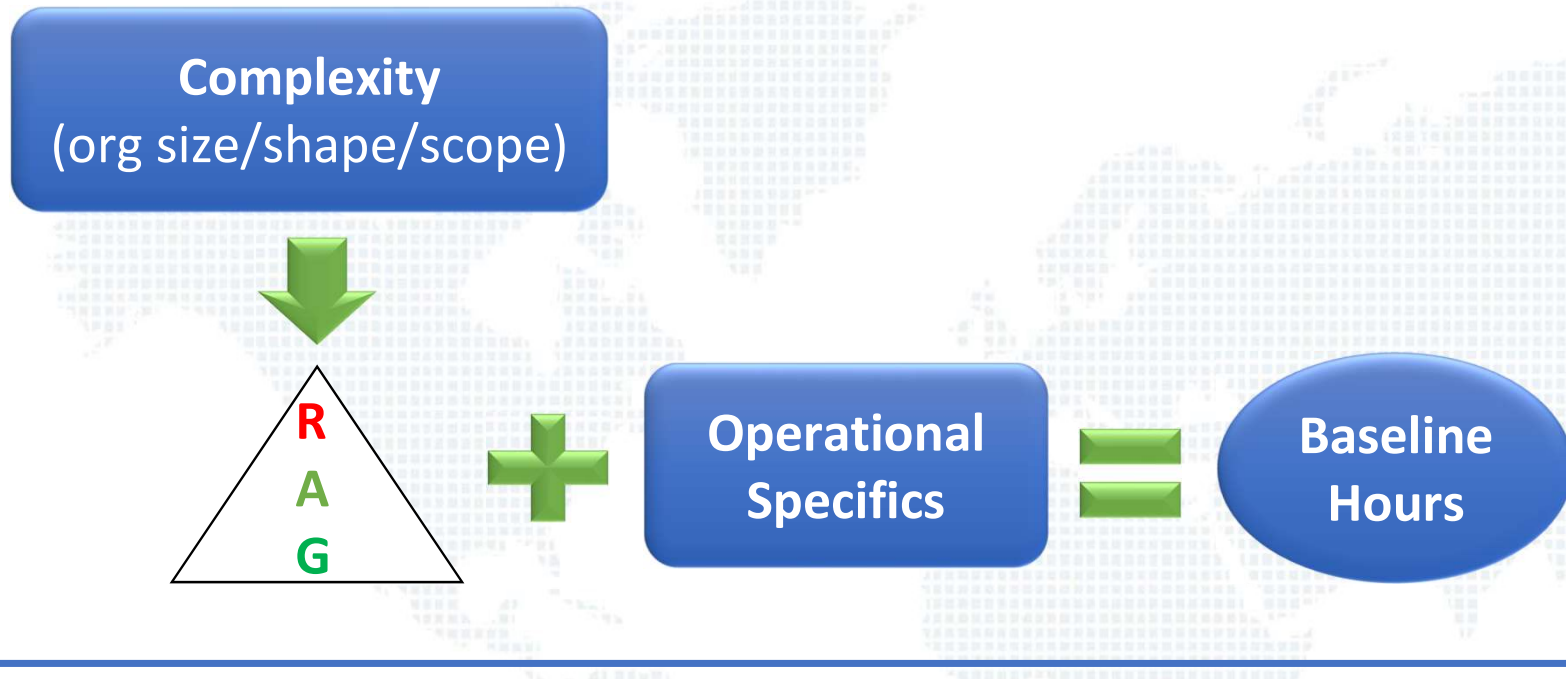 Complexity
(org size/shape/scope)
R
A
G
Operational
Specifics
Baseline
Hours